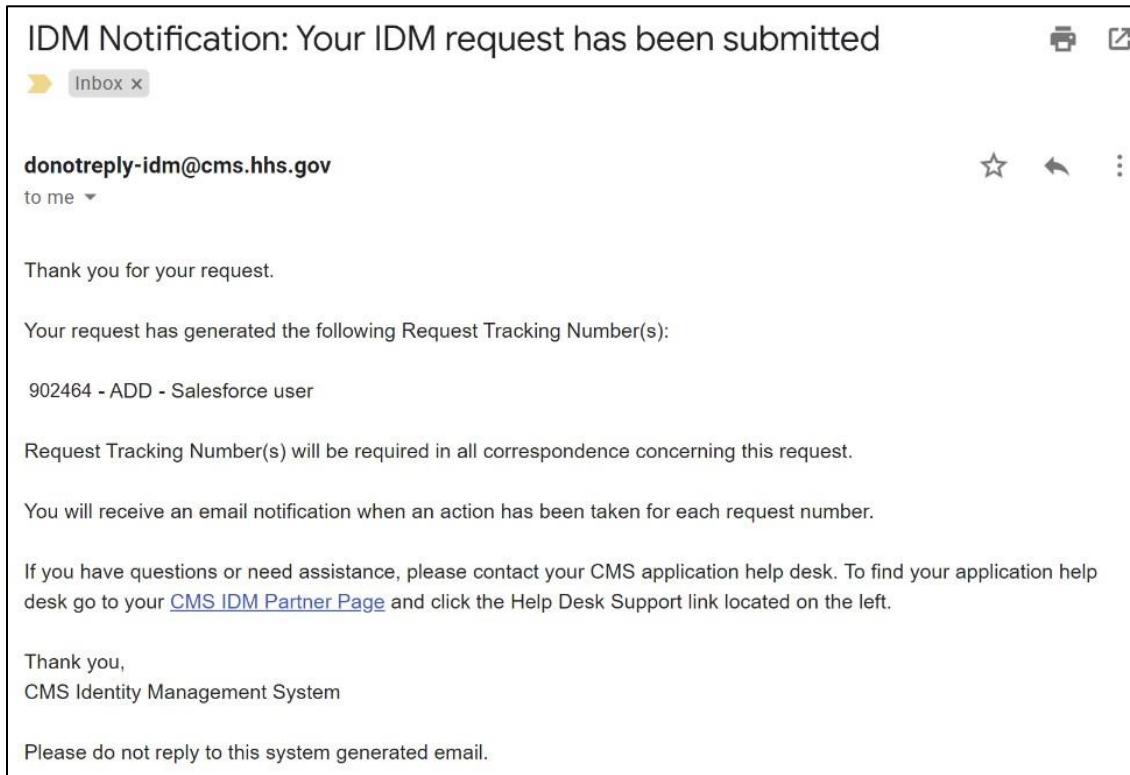 IDM Notification: Your IDM request has been submitted
Inbox x
donotreply-idm@cms.hhs.gov
to me
Thank you for your request.
Your request has generated the following Request Tracking Number(s):
902464 - ADD - Salesforce user
Request Tracking Number(s) will be required in all correspondence concerning this request.
You will receive an email notification when an action has been taken for each request number.
If you have questions or need assistance, please contact your CMS application help desk. To find your application help
desk go to your CMS IDM Partner Page and click the Help Desk Support link located on the left.
Thank you,
CMS Identity Management System
Please do not reply to this system generated email.